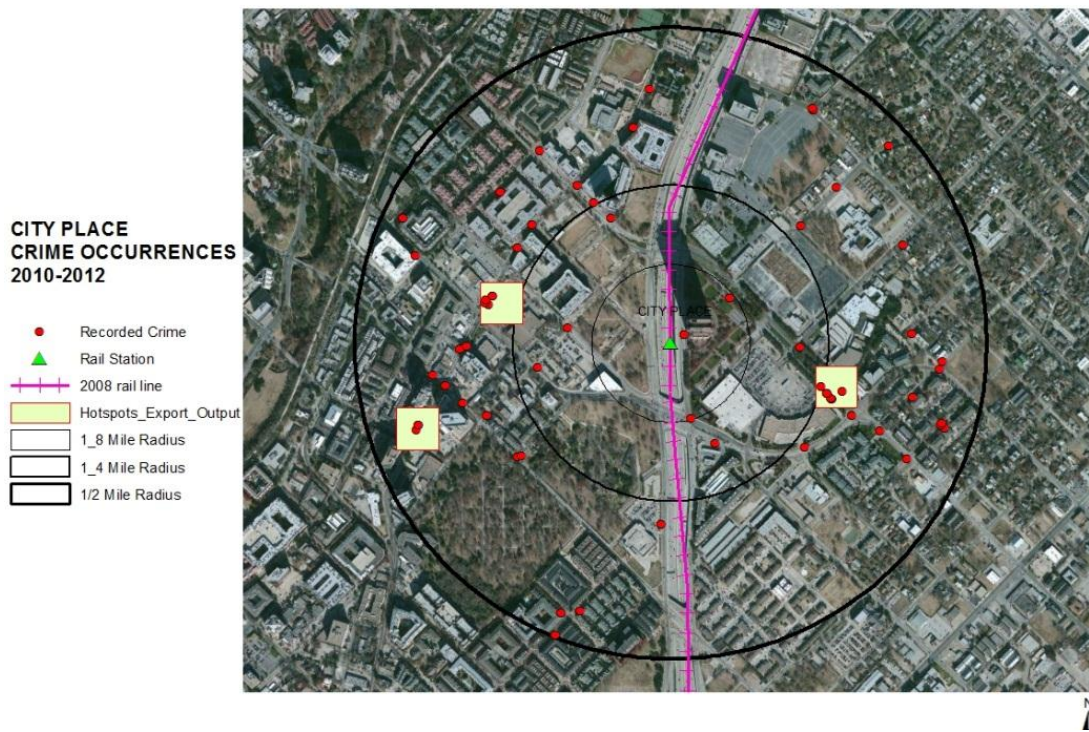 CITY PLACE
CRIME OCCURRENCES
2010-2012
Recorded Crime
Rail Station
2008 rail line
Hotspots_Export_Output
1_8 Mile Radius
1_4 Mile Radius
1/2 Mile Radius
CITY PLACE
N